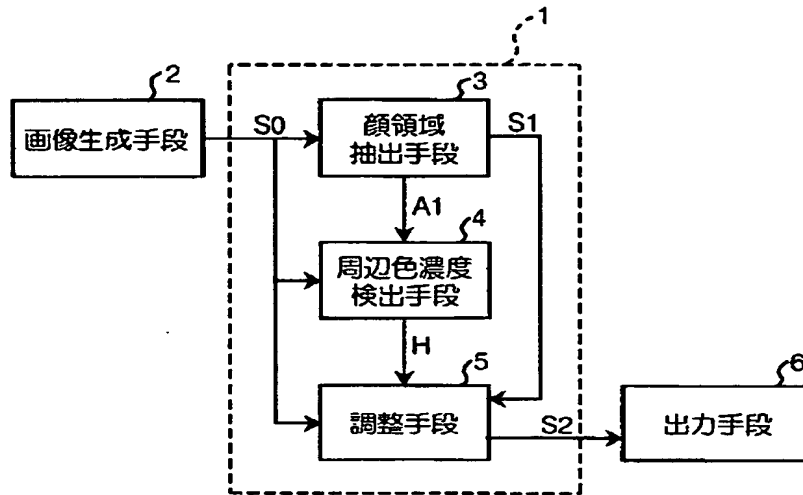 1
2
画像生成手段
S0
3
顔領域
抽出手段
S1
A1
4
周辺色濃度
検出手段
H
5
調整手段
S2
6
出力手段